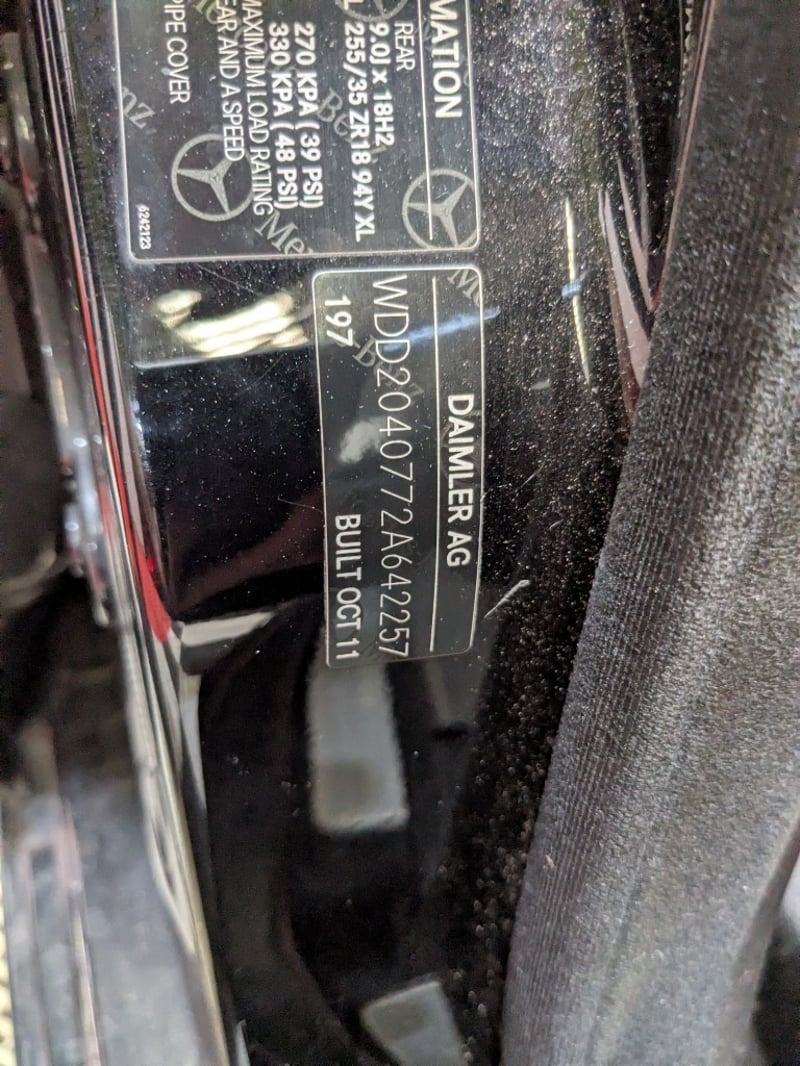 MATION
REAR
9.0J x 18H2
255/35 ZR18 94Y XL
270 KPA (39 PSI)
330 KPA (48 PSI)
MAXIMUM LOAD RATING
EAR AND A SPEED
PIPE COVER
6242123
DAIMLER AG
WDD2040772A642257
197 BUILT OCT 11